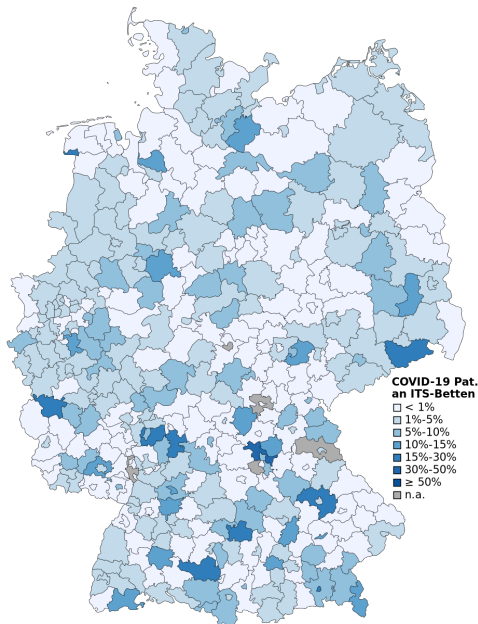 COVID-19 Pat.
an ITS-Betten
< 1%
1%-5%
5%-10%
10%-15%
15%-30%
30%-50%
≥ 50%
n.a.